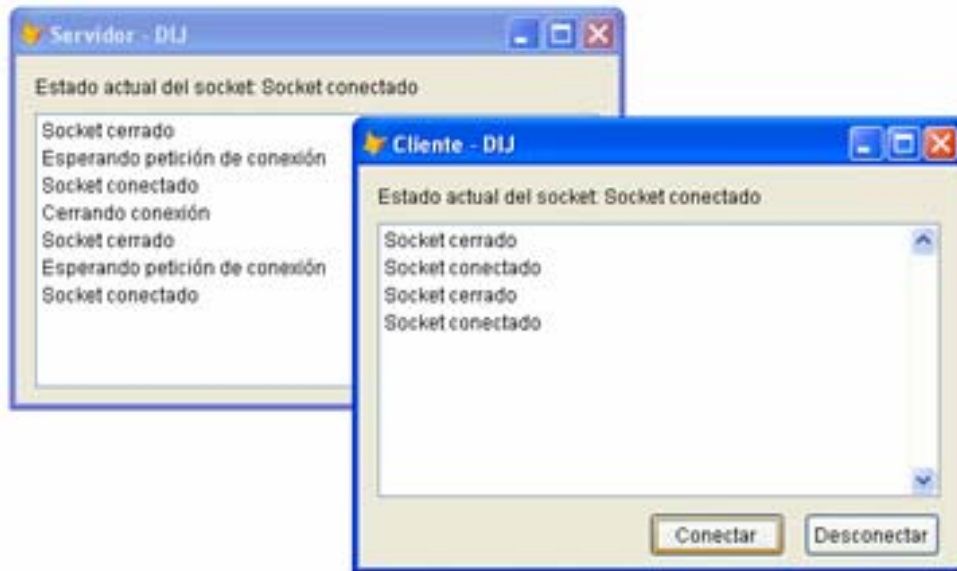 Servidor - DIJ
Estado actual del socket: Socket conectado
Socket cerrado
Esperando petición de conexión
Socket conectado
Cerrando conexión
Socket cerrado
Esperando petición de conexión
Socket conectado
Cliente - DIJ
Estado actual del socket: Socket conectado
Socket cerrado
Socket conectado
Socket cerrado
Socket conectado
Conectar
Desconectar